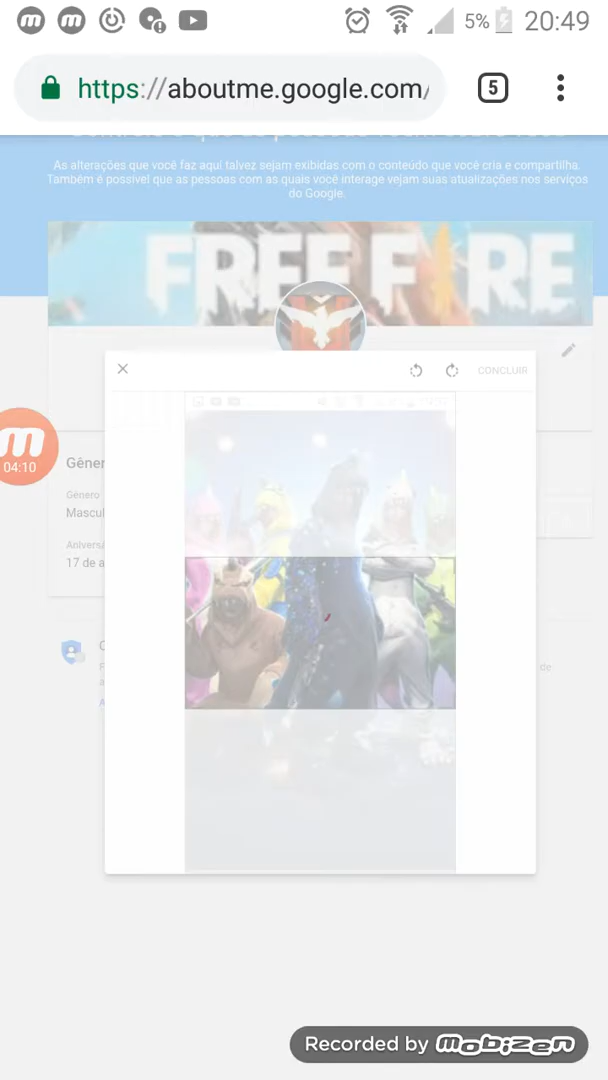 5% 20:49
https://aboutme.google.com/
5
As alterações que você faz aqui talvez sejam exibidas com o conteúdo que você cria e compartilha.
Também é possível que as pessoas com as quais você interage vejam suas atualizações nos serviços
do Google.
FREE FIRE
CONCLUIR
04:10
Gêner
Gênero
Mascul
Aniversá
17 de a
de
Recorded by mobizen